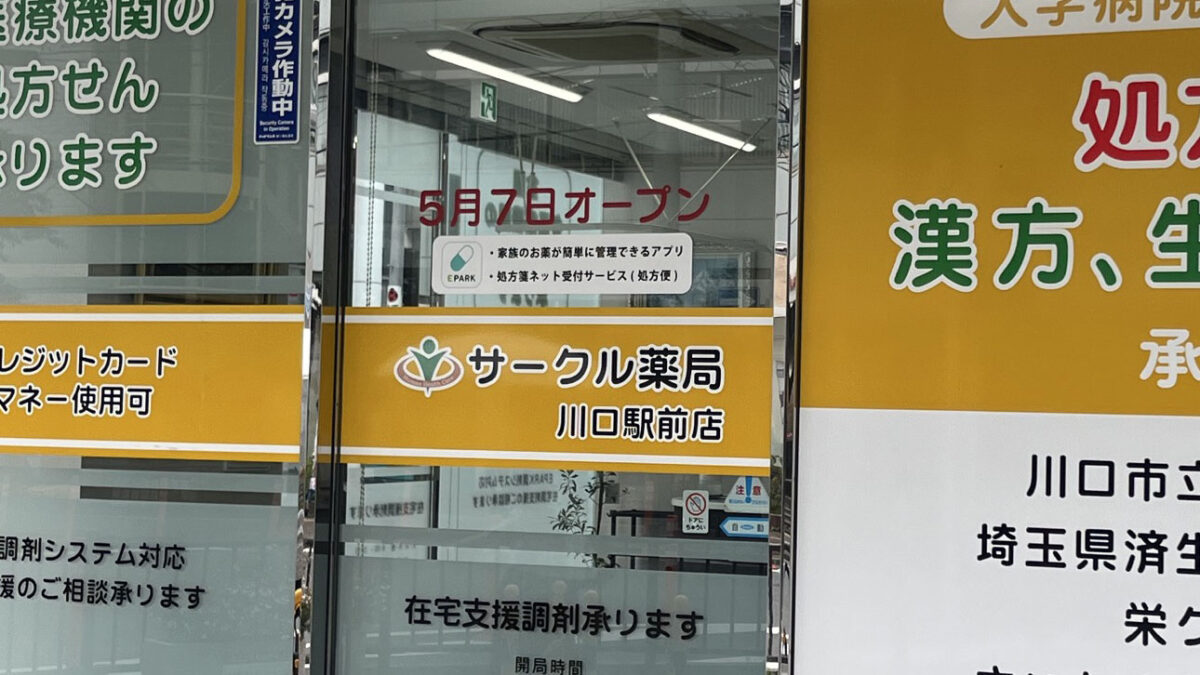 療機関の
処方せん
承ります
カメラ作動中
Security Camera
in Operation
5月7日オープン
EPARK
・家族のお薬が簡単に管理できるアプリ
・処方箋ネット受付サービス(処方便)
レジットカード
マネー使用可
サークル薬局
川口駅前店
調剤システム対応
援のご相談承ります
注意!
ドアに
ちゅうい
自動
在宅支援調剤承ります
開局時間
大学病院
処方
漢方、生
承
川口市立
埼玉県済生
栄